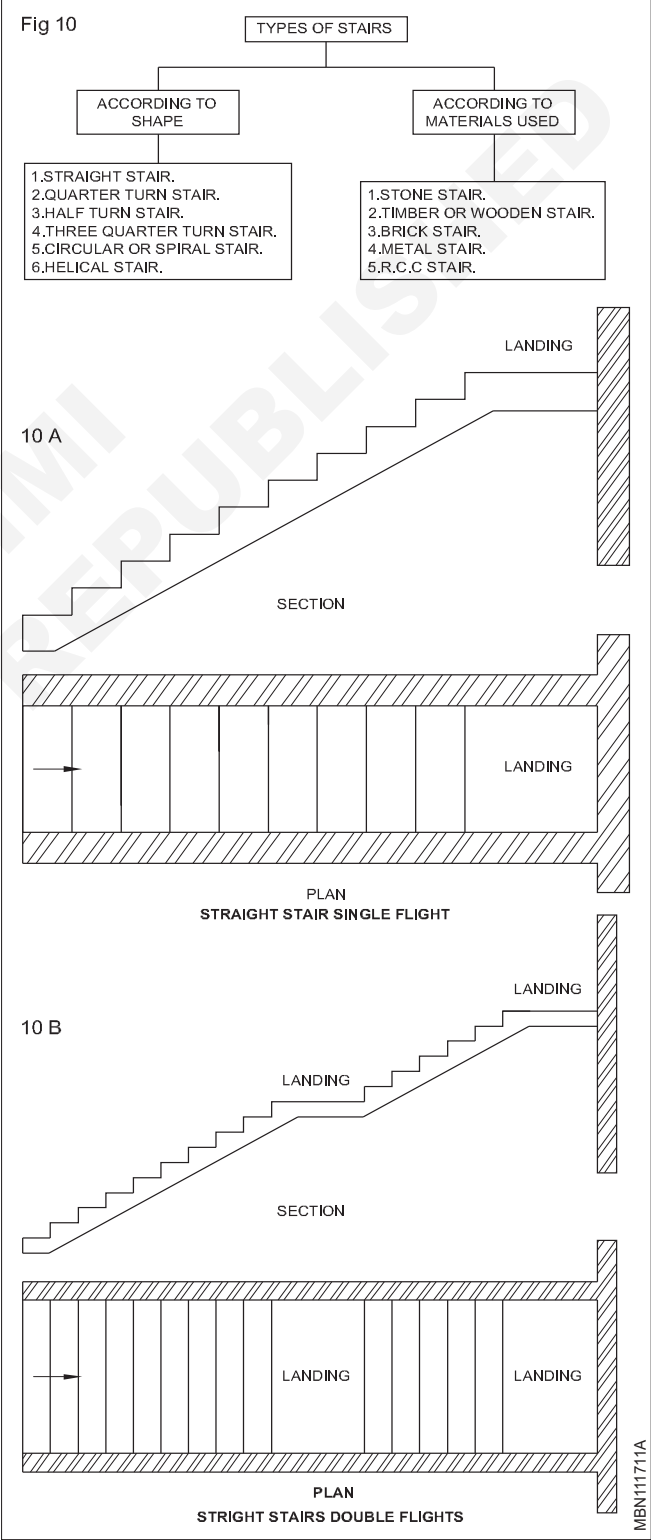 Fig 10
TYPES OF STAIRS
ACCORDING TO
SHAPE
ACCORDING TO
MATERIALS USED
1.STRAIGHT STAIR.
2.QUARTER TURN STAIR.
3.HALF TURN STAIR.
4.THREE QUARTER TURN STAIR.
5.CIRCULAR OR SPIRAL STAIR.
6.HELICAL STAIR.
1.STONE STAIR.
2.TIMBER OR WOODEN STAIR.
3.BRICK STAIR.
4.METAL STAIR.
5.R.C.C STAIR.
10 A
LANDING
SECTION
LANDING
PLAN
STRAIGHT STAIR SINGLE FLIGHT
10 B
LANDING
LANDING
SECTION
LANDING
LANDING
PLAN
STRIGHT STAIRS DOUBLE FLIGHTS
MBN111711A